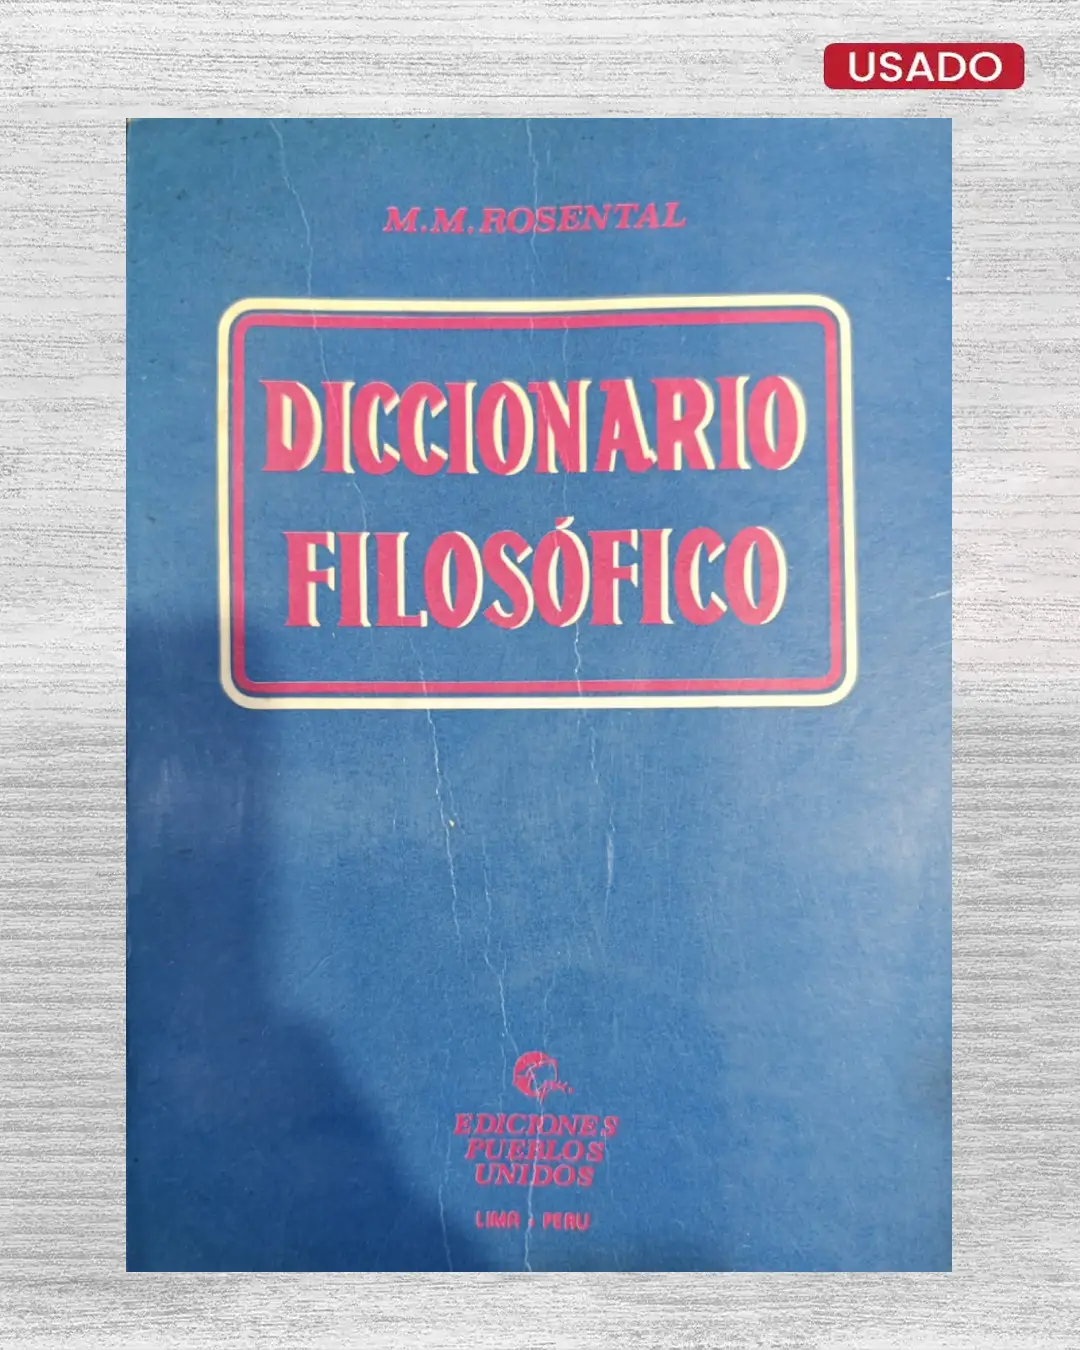 USADO
M.M.ROSENTAL
DICCIONARIO
FILOSÓFICO
EDICIONES
PUEBLOS
UNIDOS
LIMA - PERU